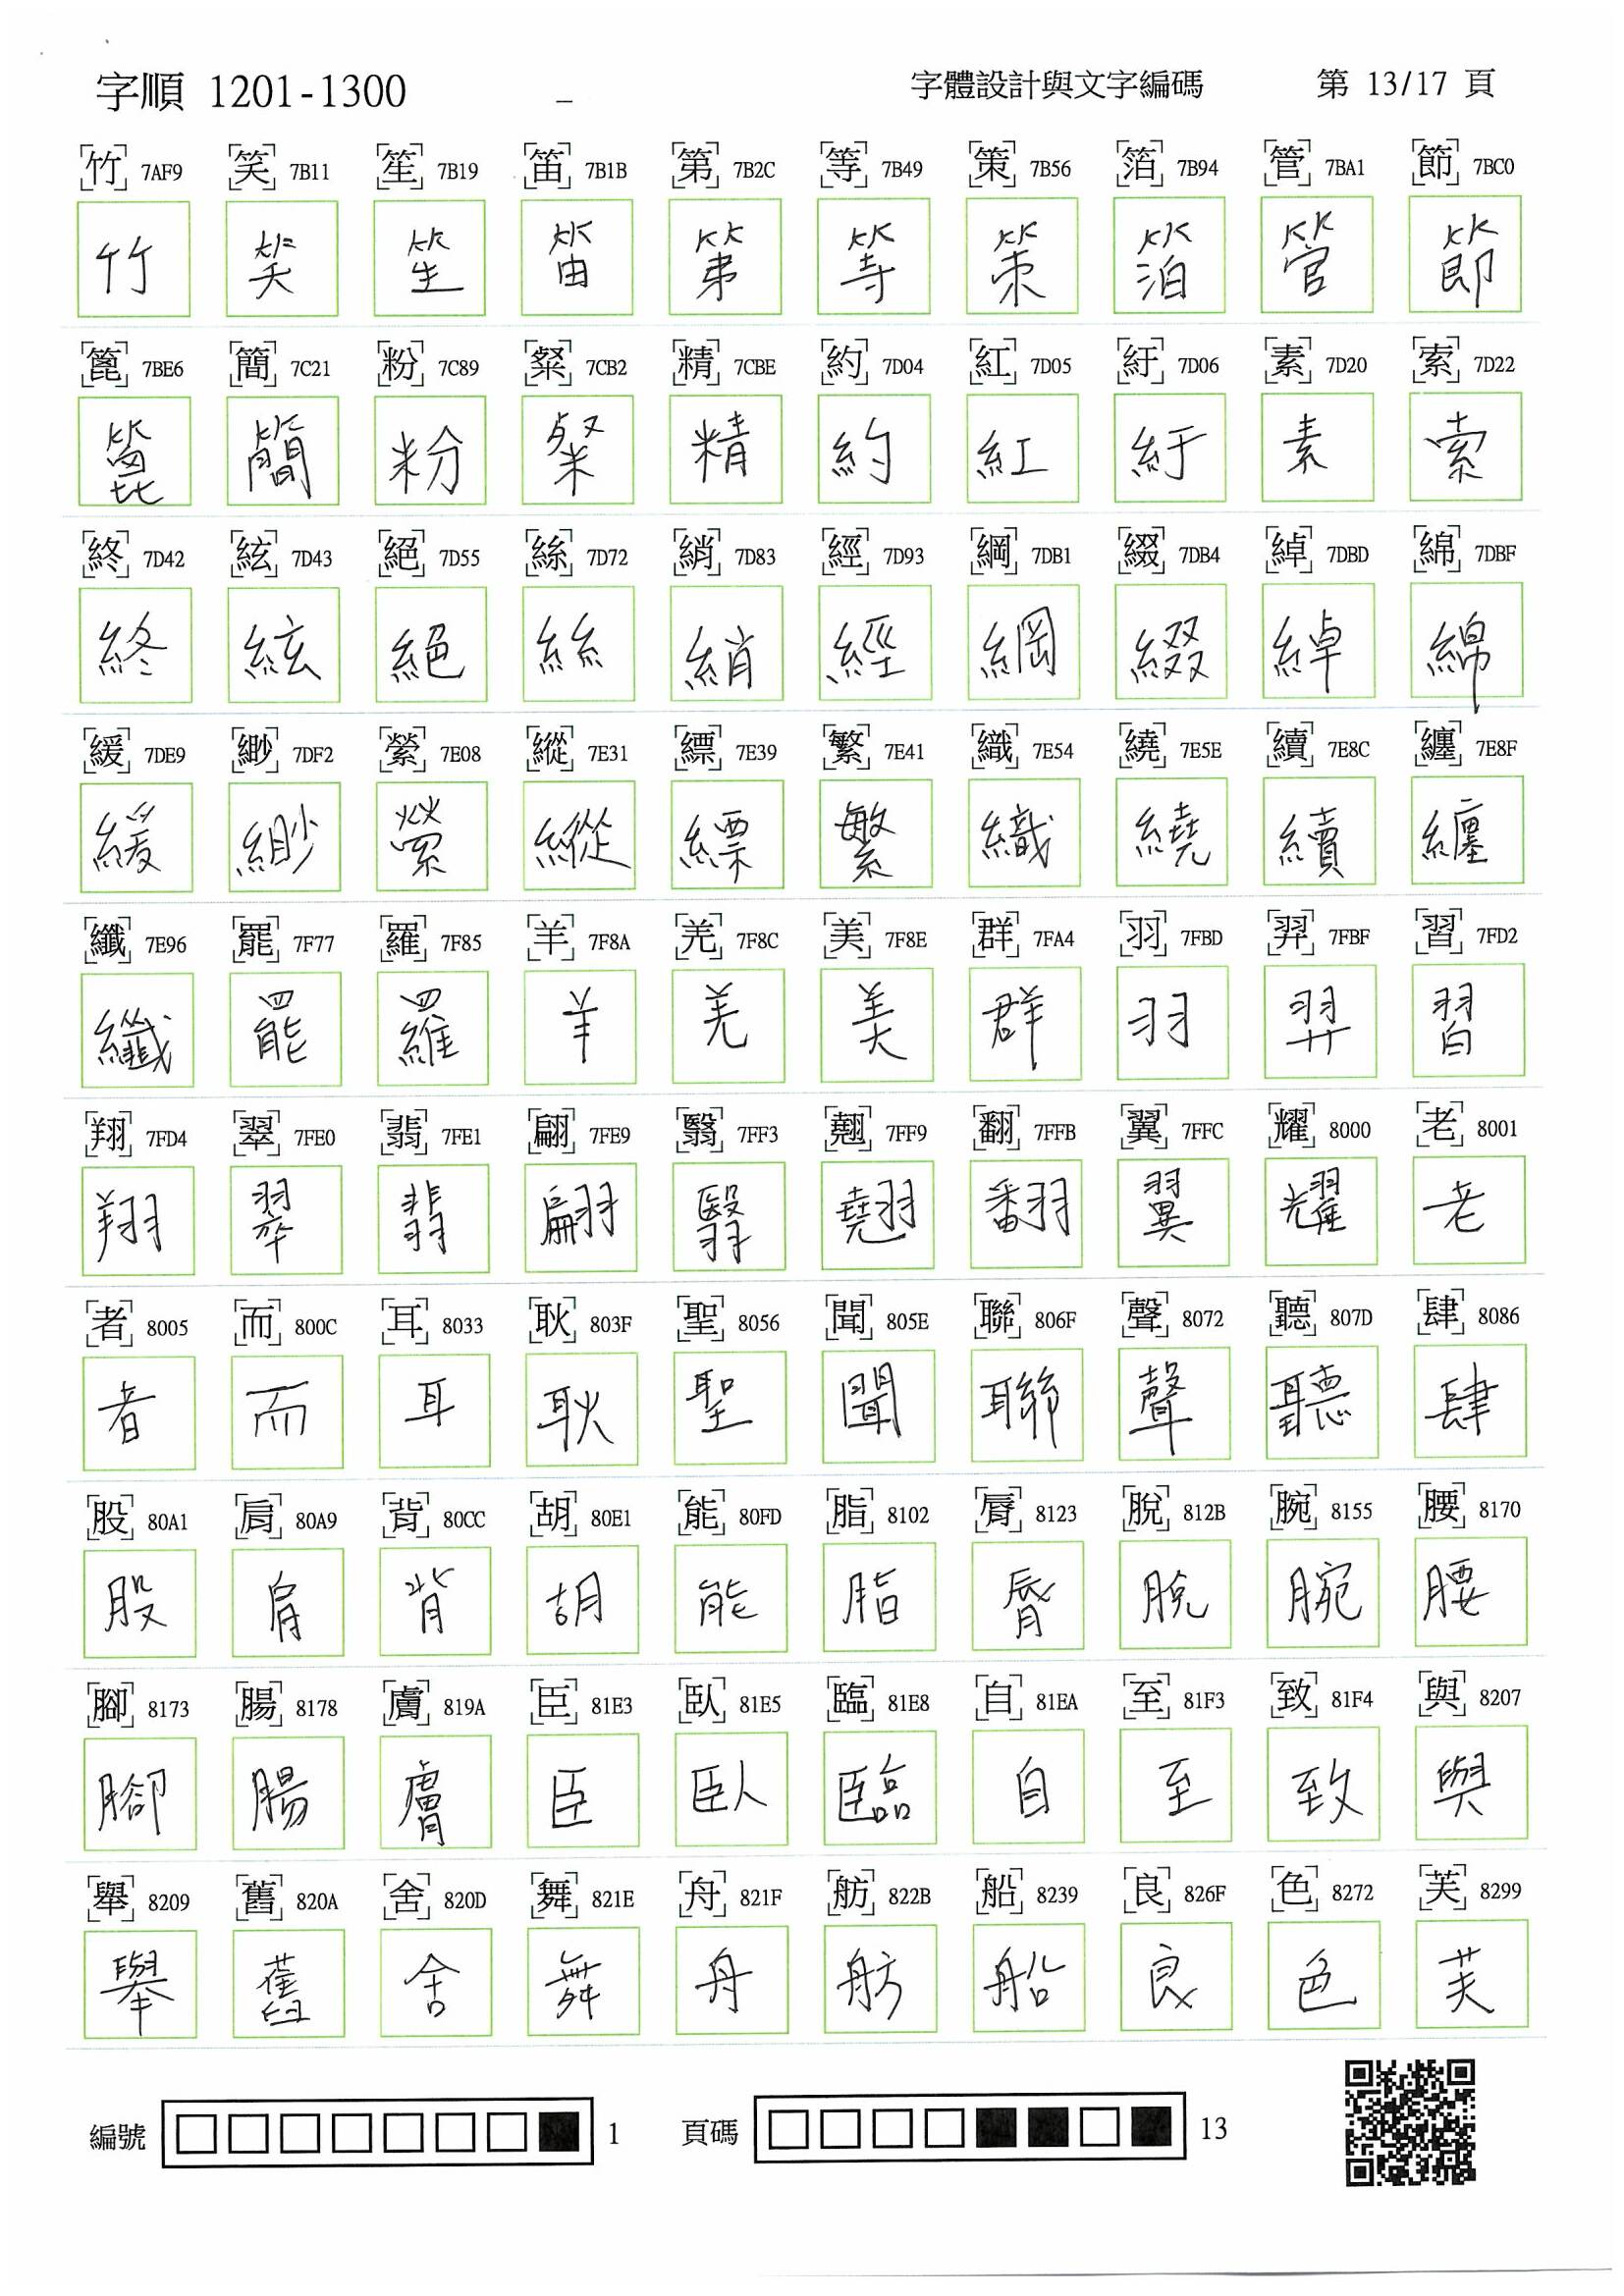 字順 1201-1300 _ 字體設計與文字編碼 第 13/17 頁
竹 7AF9 笑 7B11 笙 7B19 笛 7B1B 第 7B2C 等 7B49 策 7B56 箔 7B94 管 7BA1 節 7BC0
竹 笑 笙 笛 第 等 策 箔 管 節
篦 7BE6 簡 7C21 粉 7C89 粲 7CB2 精 7CBE 約 7D04 紅 7D05 紆 7D06 素 7D20 索 7D22
篦 簡 粉 粲 精 約 紅 紆 素 索
終 7D42 絃 7D43 絕 7D55 絲 7D72 綃 7D83 經 7D93 綱 7DB1 綴 7DB4 綽 7DBD 綿 7DBF
終 絃 絕 絲 綃 經 綱 綴 綽 綿
緩 7DE9 緲 7DF2 縈 7E08 縱 7E31 縹 7E39 繁 7E41 織 7E54 繞 7E5E 續 7E8C 纏 7E8F
緩 緲 縈 縱 縹 繁 織 繞 續 纏
纖 7E96 罷 7F77 羅 7F85 羊 7F8A 羌 7F8C 美 7F8E 群 7FA4 羽 7FBD 羿 7FBF 習 7FD2
纖 罷 羅 羊 羌 美 群 羽 羿 習
翔 7FD4 翠 7FE0 翡 7FE1 翩 7FE9 翳 7FF3 翹 7FF9 翻 7FFB 翼 7FFC 耀 8000 老 8001
翔 翠 翡 翩 翳 翹 翻 翼 耀 老
者 8005 而 800C 耳 8033 耿 803F 聖 8056 聞 805E 聯 806F 聲 8072 聽 807D 肆 8086
者 而 耳 耿 聖 聞 聯 聲 聽 肆
股 80A1 肩 80A9 背 80CC 胡 80E1 能 80FD 脂 8102 脣 8123 脫 812B 腕 8155 腰 8170
股 肩 背 胡 能 脂 脣 脫 腕 腰
腳 8173 腸 8178 膚 819A 臣 81E3 臥 81E5 臨 81E8 自 81EA 至 81F3 致 81F4 與 8207
腳 腸 膚 臣 臥 臨 自 至 致 與
舉 8209 舊 820A 舍 820D 舞 821E 舟 821F 舫 822B 船 8239 良 826F 色 8272 芙 8299
舉 舊 舍 舞 舟 舫 船 良 色 芙
編號 1 頁碼 13